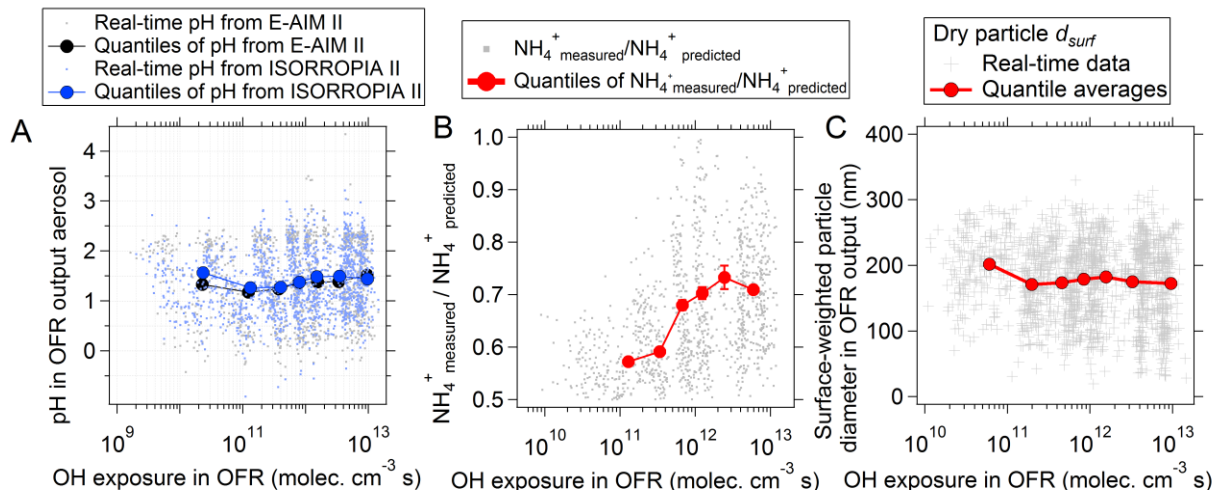 Real-time pH from E-AIM II
Quantiles of pH from E-AIM II
Real-time pH from ISORROPIA II
Quantiles of pH from ISORROPIA II
A
pH in OFR output aerosol
4
3
2
1
0
10^9
10^11
10^13
OH exposure in OFR (molec. cm^-3 s)
NH4^+ measured/NH4^+ predicted
Quantiles of NH4^+ measured/NH4^+ predicted
B
NH4^+ measured / NH4^+ predicted
1.0
0.9
0.8
0.7
0.6
0.5
10^10
10^11
10^12
10^13
OH exposure in OFR (molec. cm^-3 s)
Dry particle d_surf
Real-time data
Quantile averages
C
Surface-weighted particle
diameter in OFR output (nm)
400
300
200
100
0
10^10
10^11
10^12
10^13
OH exposure in OFR (molec. cm^-3 s)